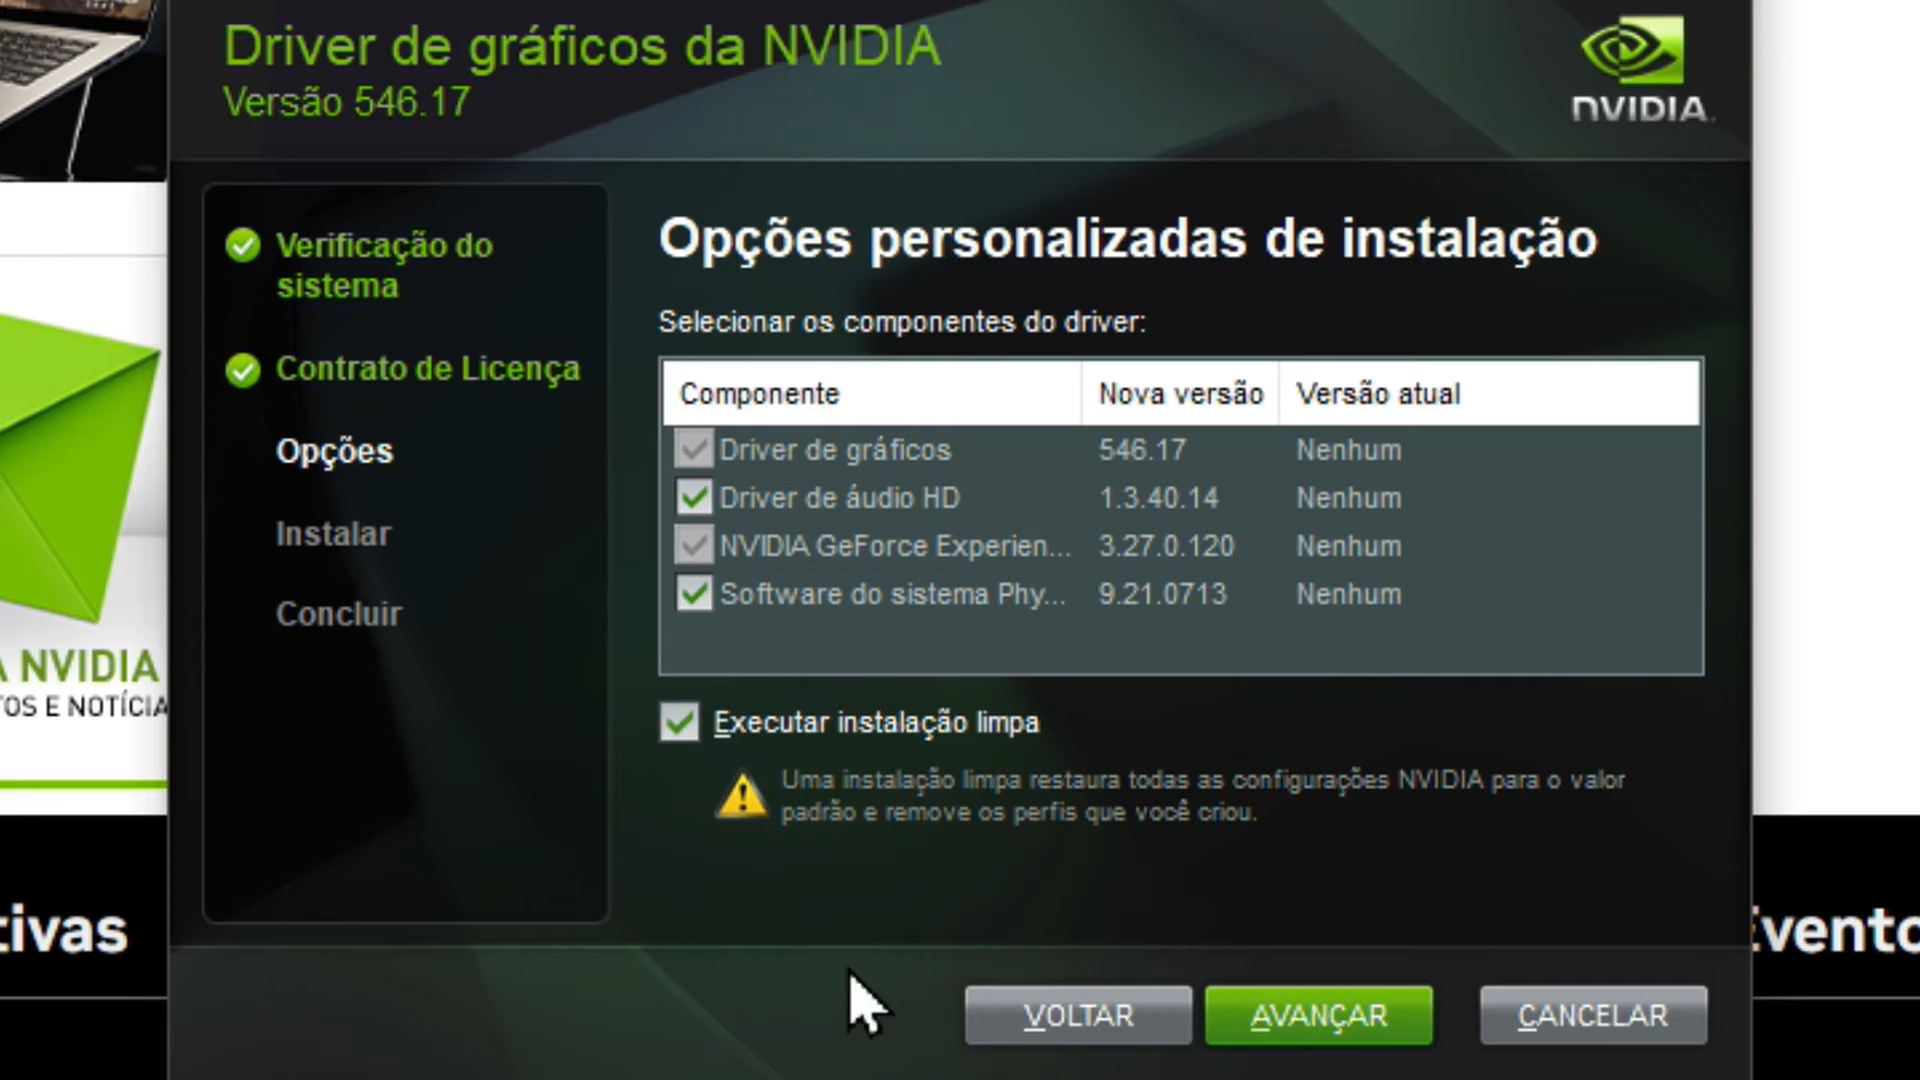 Driver de gráficos da NVIDIA
Versão 546.17
NVIDIA.
Verificação do
sistema
Contrato de Licença
Opções
Instalar
Concluir
Opções personalizadas de instalação
Selecionar os componentes do driver:
Componente Nova versão Versão atual
Driver de gráficos 546.17 Nenhum
Driver de áudio HD 1.3.40.14 Nenhum
NVIDIA GeForce Experien... 3.27.0.120 Nenhum
Software do sistema Phy... 9.21.0713 Nenhum
Executar instalação limpa
Uma instalação limpa restaura todas as configurações NVIDIA para o valor
padrão e remove os perfis que você criou.
VOLTAR AVANÇAR CANCELAR
A NVIDIA
TOS E NOTÍCIA
tivas
Evento